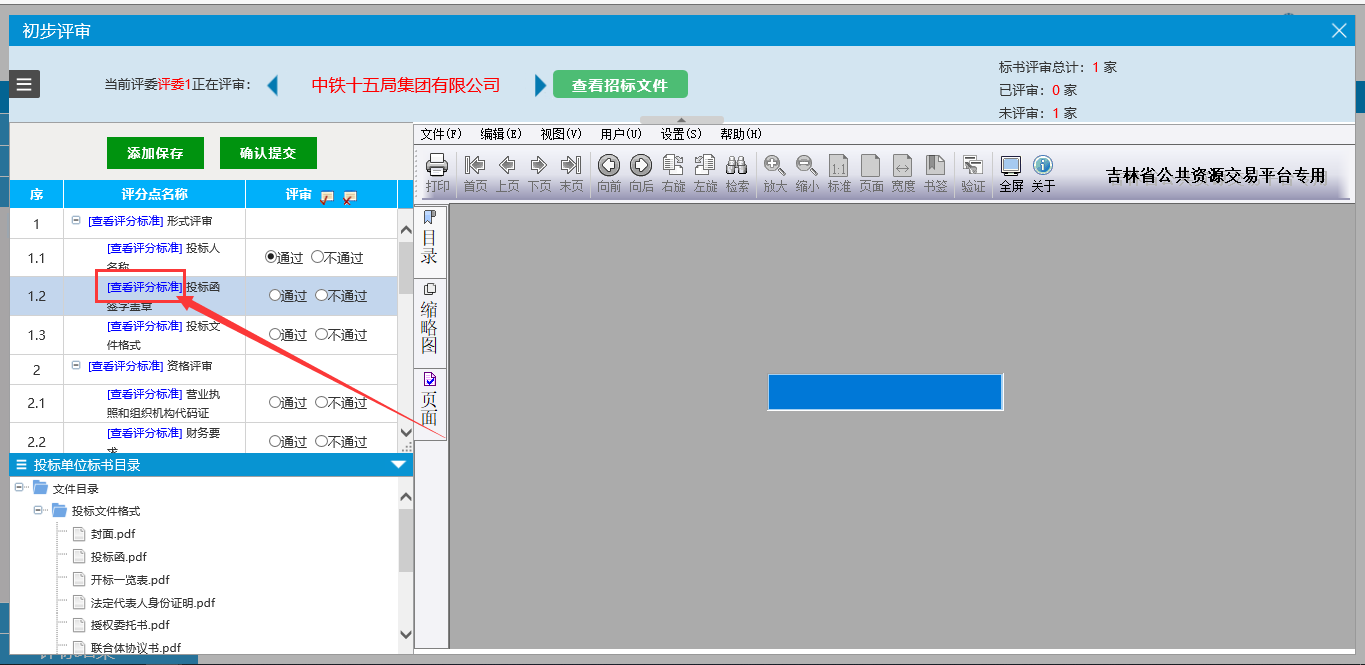 初步评审
当前评委评委1正在评审：
中铁十五局集团有限公司
查看招标文件
标书评审总计：1 家
已评审：0 家
未评审：1 家
添加保存 确认提交
序 评分点名称 评审
1 [查看评分标准] 形式评审
1.1 [查看评分标准] 投标人名称 通过 不通过
1.2 [查看评分标准] 投标函签字盖章 通过 不通过
1.3 [查看评分标准] 投标文件格式 通过 不通过
2 [查看评分标准] 资格评审
2.1 [查看评分标准] 营业执照和组织机构代码证 通过 不通过
2.2 [查看评分标准] 财务要求 通过 不通过
投标单位标书目录
文件目录
投标文件格式
封面.pdf
投标函.pdf
开标一览表.pdf
法定代表人身份证明.pdf
授权委托书.pdf
联合体协议书.pdf
文件(F) 编辑(E) 视图(V) 用户(U) 设置(S) 帮助(H)
打印 首页 上页 下页 末页 向前 向后 右旋 左旋 检索 放大 缩小 标准 页面 宽度 书签 验证 全屏 关于
吉林省公共资源交易平台专用
目录
缩略图
页面